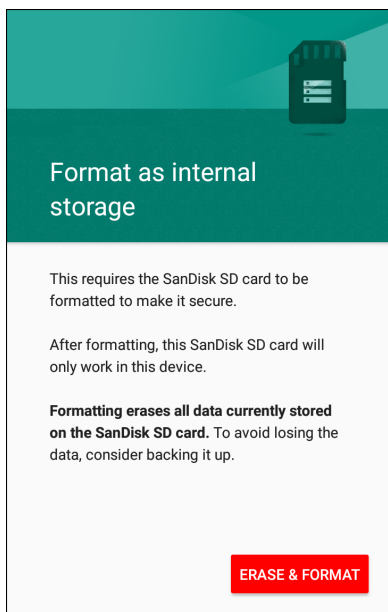 Format as internal
storage
This requires the SanDisk SD card to be
formatted to make it secure.
After formatting, this SanDisk SD card will
only work in this device.
Formatting erases all data currently stored
on the SanDisk SD card. To avoid losing the
data, consider backing it up.
ERASE & FORMAT